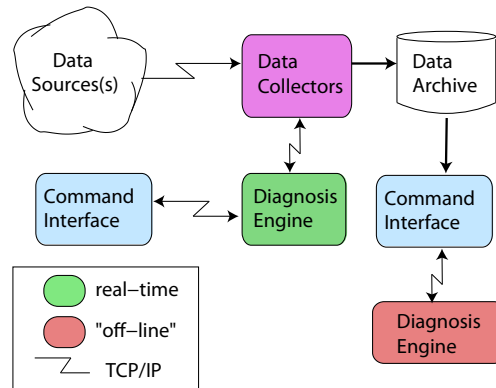 Data
Sources(s)
Data
Collectors
Data
Archive
Command
Interface
Diagnosis
Engine
Command
Interface
real−time
"off−line"
TCP/IP
Diagnosis
Engine